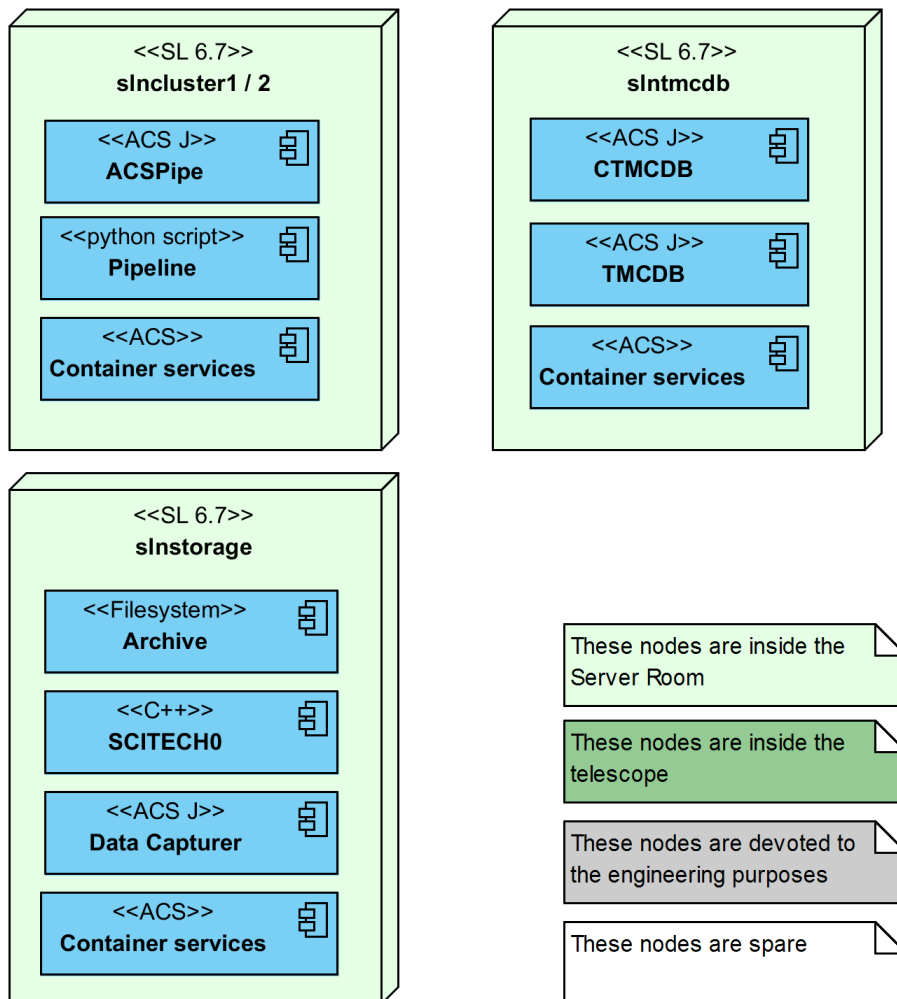 <<SL 6.7>>
slncluster1 / 2
<<ACS J>>
ACSPipe
<<python script>>
Pipeline
<<ACS>>
Container services
<<SL 6.7>>
slntmcdb
<<ACS J>>
CTMCDB
<<ACS J>>
TMCDB
<<ACS>>
Container services
<<SL 6.7>>
slnstorage
<<Filesystem>>
Archive
<<C++>>
SCITECH0
<<ACS J>>
Data Capturer
<<ACS>>
Container services
These nodes are inside the
Server Room
These nodes are inside the
telescope
These nodes are devoted to
the engineering purposes
These nodes are spare